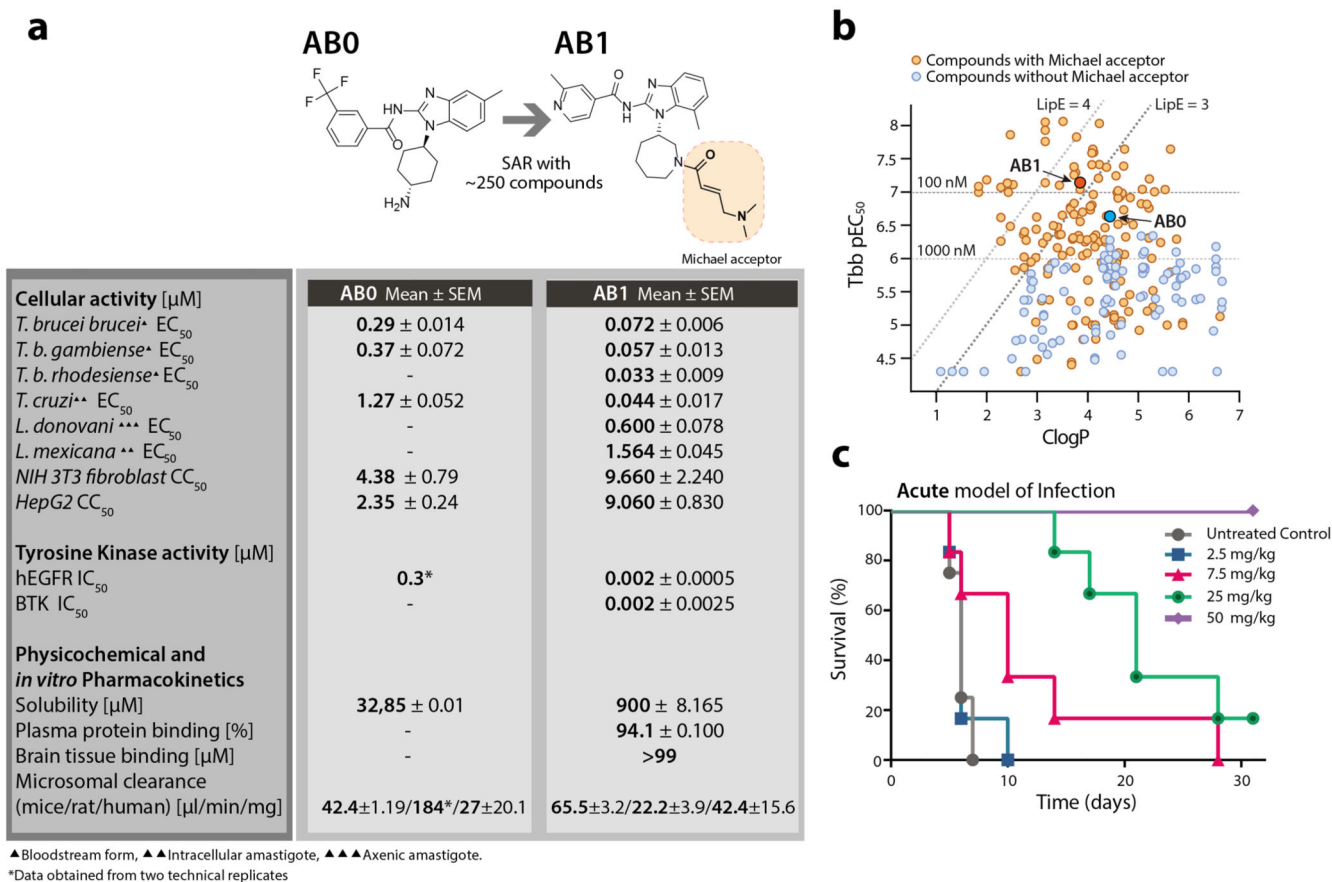 a
AB0
AB1
F
F
F
HN
O
N
N
H₂N
SAR with
~250 compounds
N
O
N
H
N
N
N
O
N
Michael acceptor
Cellular activity [µM]
AB0 Mean ± SEM
AB1 Mean ± SEM
T. brucei brucei▲ EC₅₀ 0.29 ± 0.014 0.072 ± 0.006
T. b. gambiense▲ EC₅₀ 0.37 ± 0.072 0.057 ± 0.013
T. b. rhodesiense▲ EC₅₀ - 0.033 ± 0.009
T. cruzi▲▲ EC₅₀ 1.27 ± 0.052 0.044 ± 0.017
L. donovani ▲▲▲ EC₅₀ - 0.600 ± 0.078
L. mexicana ▲▲ EC₅₀ - 1.564 ± 0.045
NIH 3T3 fibroblast CC₅₀ 4.38 ± 0.79 9.660 ± 2.240
HepG2 CC₅₀ 2.35 ± 0.24 9.060 ± 0.830
Tyrosine Kinase activity [µM]
hEGFR IC₅₀ 0.3* 0.002 ± 0.0005
BTK IC₅₀ - 0.002 ± 0.0025
Physicochemical and
in vitro Pharmacokinetics
Solubility [µM] 32,85 ± 0.01 900 ± 8.165
Plasma protein binding [%] - 94.1 ± 0.100
Brain tissue binding [µM] - >99
Microsomal clearance
(mice/rat/human) [µl/min/mg] 42.4±1.19/184*/27±20.1 65.5±3.2/22.2±3.9/42.4±15.6
▲Bloodstream form, ▲▲Intracellular amastigote, ▲▲▲Axenic amastigote.
*Data obtained from two technical replicates
b
Compounds with Michael acceptor
Compounds without Michael acceptor
LipE = 4
LipE = 3
AB1
AB0
100 nM
1000 nM
Tbb pEC₅₀
8
7.5
7
6.5
6
5.5
5
4.5
1 2 3 4 5 6 7
ClogP
c
Acute model of Infection
Untreated Control
2.5 mg/kg
7.5 mg/kg
25 mg/kg
50 mg/kg
Survival (%)
100
80
60
40
20
0
0 10 20 30
Time (days)